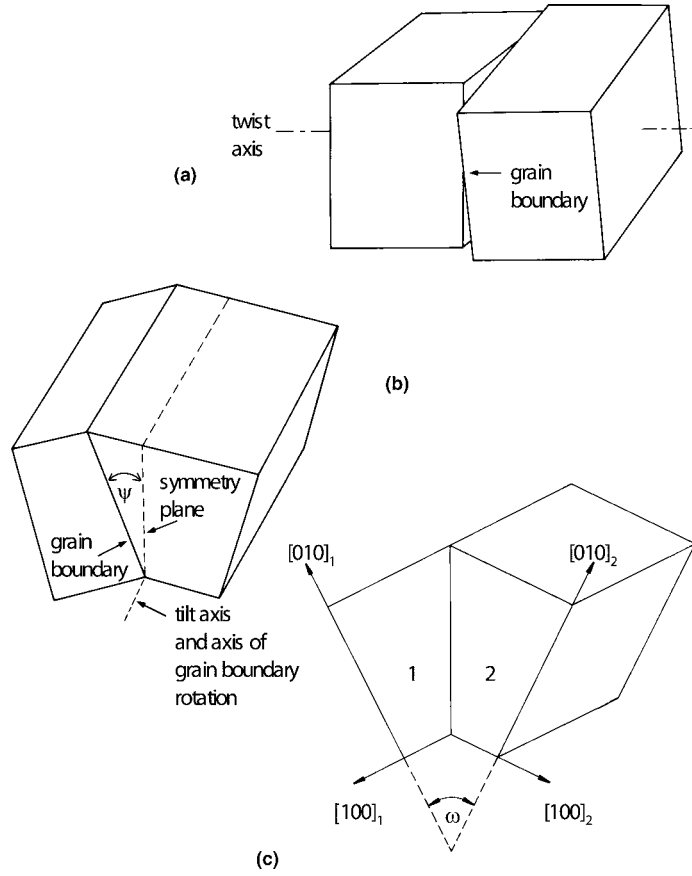 twist
axis
(a)
grain
boundary
(b)
ψ
symmetry
plane
grain
boundary
tilt axis
and axis of
grain boundary
rotation
[010]₁
[010]₂
1
2
[100]₁
ω
[100]₂
(c)